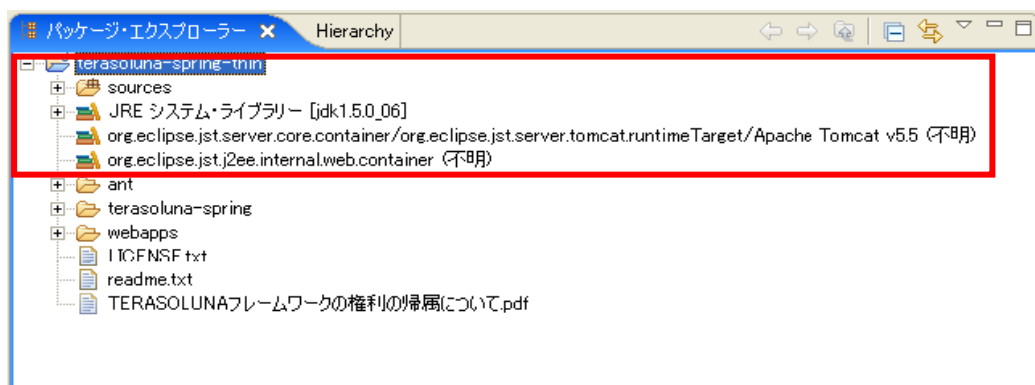 パッケージ・エクスプローラー Hierarchy
terasoluna-spring-thin
sources
JRE システム・ライブラリー [jdk1.5.0_06]
org.eclipse.jst.server.core.container/org.eclipse.jst.server.tomcat.runtimeTarget/Apache Tomcat v5.5 (不明)
org.eclipse.jst.j2ee.internal.web.container (不明)
ant
terasoluna-spring
webapps
LICENSE.txt
readme.txt
TERASOLUNAフレームワークの権利の帰属について.pdf